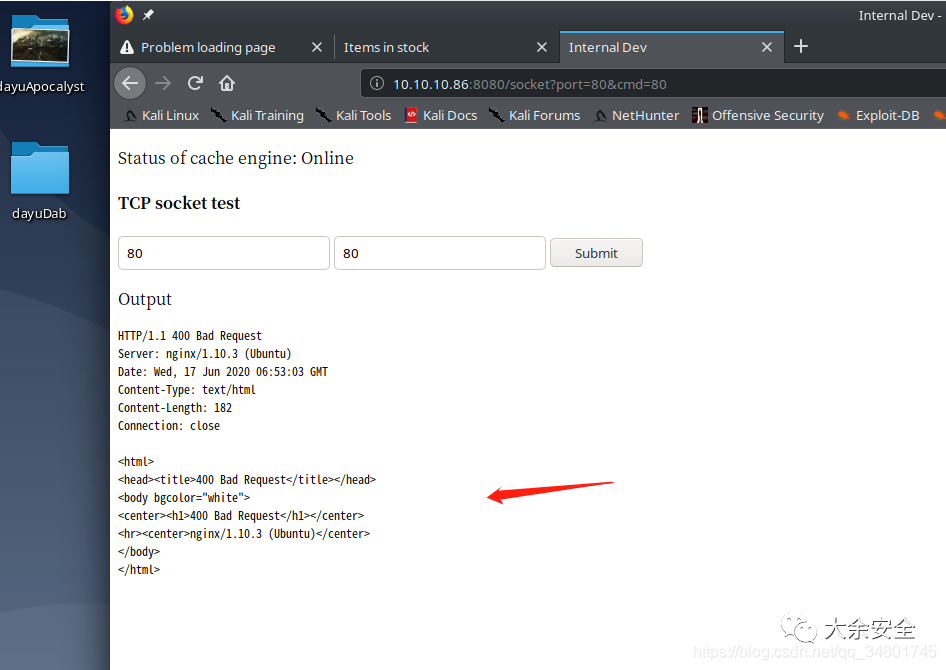 Internal Dev -
dayuApocalyst
dayuDab
Problem loading page
Items in stock
Internal Dev
10.10.10.86:8080/socket?port=80&cmd=80
Kali Linux
Kali Training
Kali Tools
Kali Docs
Kali Forums
NetHunter
Offensive Security
Exploit-DB
Status of cache engine: Online
TCP socket test
80
80
Submit
Output
HTTP/1.1 400 Bad Request
Server: nginx/1.10.3 (Ubuntu)
Date: Wed, 17 Jun 2020 06:53:03 GMT
Content-Type: text/html
Content-Length: 182
Connection: close
<html>
<head><title>400 Bad Request</title></head>
<body bgcolor="white">
<center><h1>400 Bad Request</h1></center>
<hr><center>nginx/1.10.3 (Ubuntu)</center>
</body>
</html>
大余安全
https://blog.csdn.net/qq_34801745